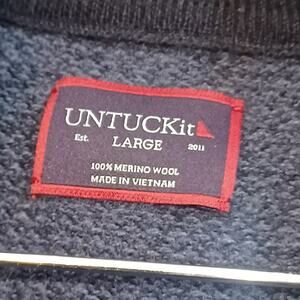 UNTUCKit
Est. LARGE 2011
100% MERINO WOOL
MADE IN VIETNAM